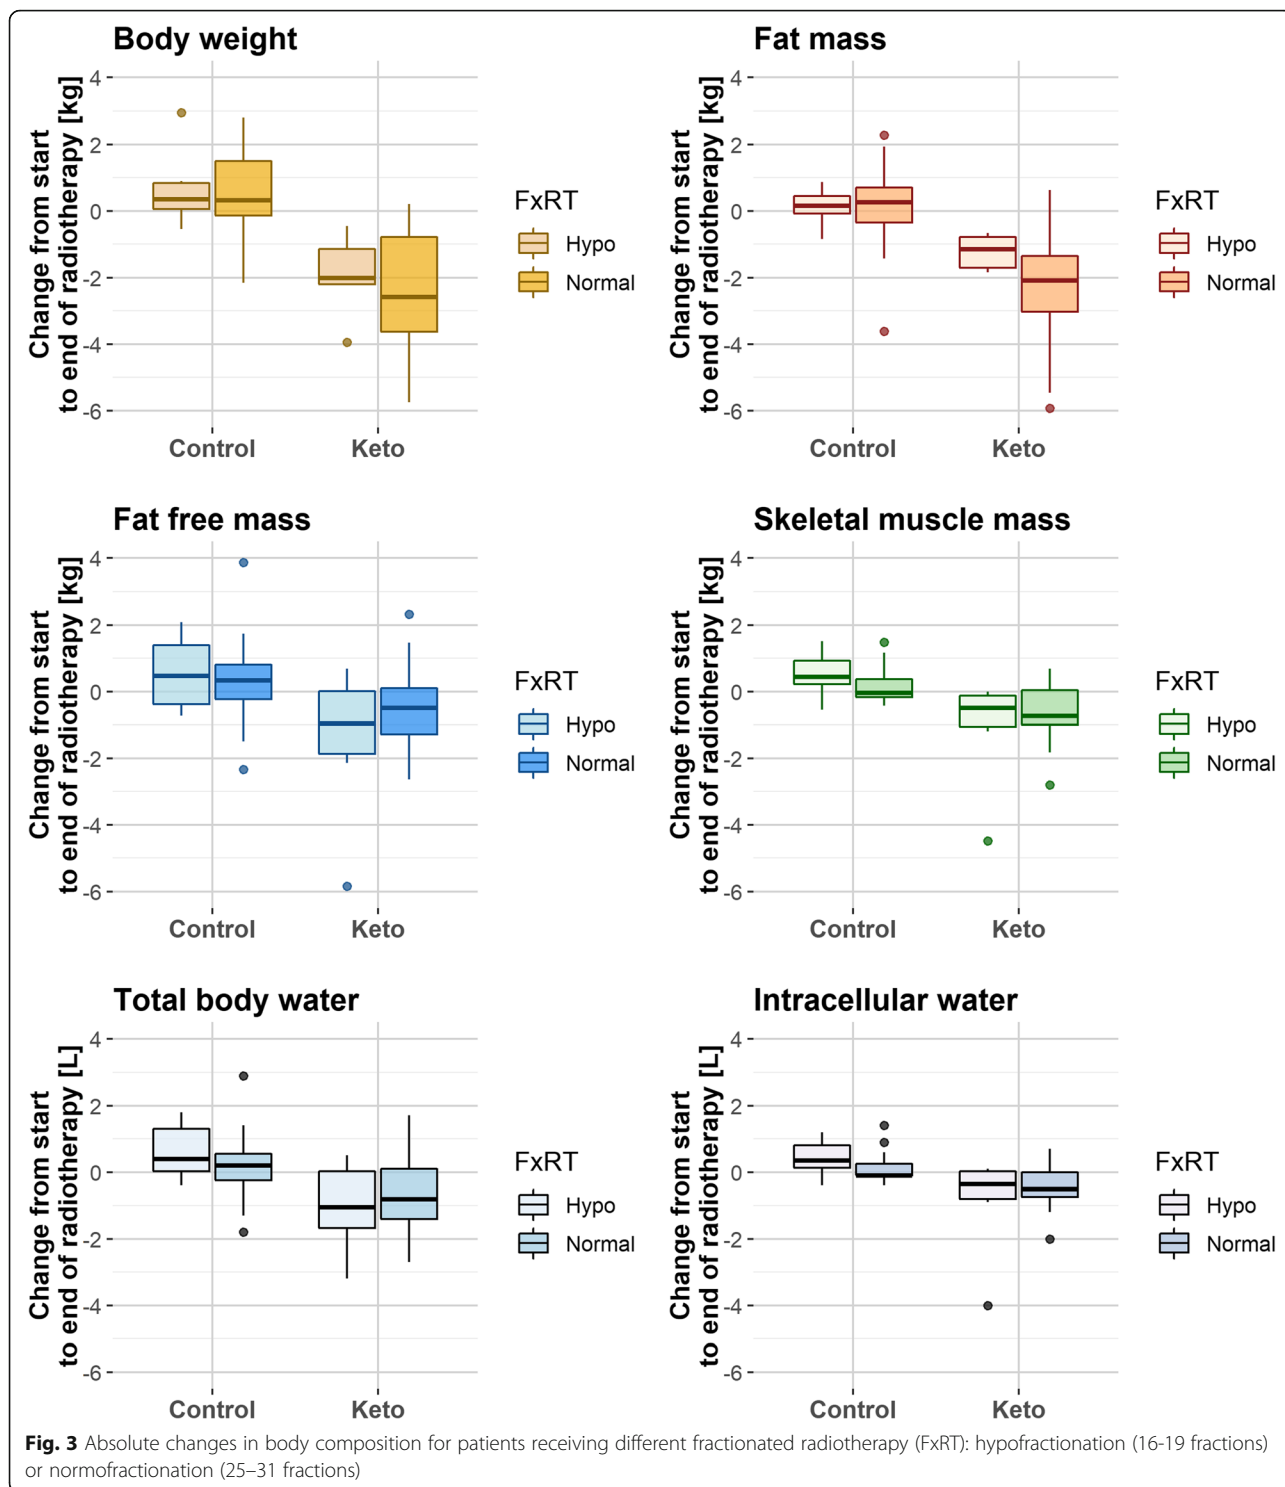 Body weight
Change from start
to end of radiotherapy [kg]
4
2
0
-2
-4
-6
Control
Keto
FxRT
Hypo
Normal
Fat mass
Change from start
to end of radiotherapy [kg]
4
2
0
-2
-4
-6
Control
Keto
FxRT
Hypo
Normal
Fat free mass
Change from start
to end of radiotherapy [kg]
4
2
0
-2
-4
-6
Control
Keto
FxRT
Hypo
Normal
Skeletal muscle mass
Change from start
to end of radiotherapy [kg]
4
2
0
-2
-4
-6
Control
Keto
FxRT
Hypo
Normal
Total body water
Change from start
to end of radiotherapy [L]
4
2
0
-2
-4
-6
Control
Keto
FxRT
Hypo
Normal
Intracellular water
Change from start
to end of radiotherapy [L]
4
2
0
-2
-4
-6
Control
Keto
FxRT
Hypo
Normal
Fig. 3 Absolute changes in body composition for patients receiving different fractionated radiotherapy (FxRT): hypofractionation (16-19 fractions)
or normofractionation (25–31 fractions)